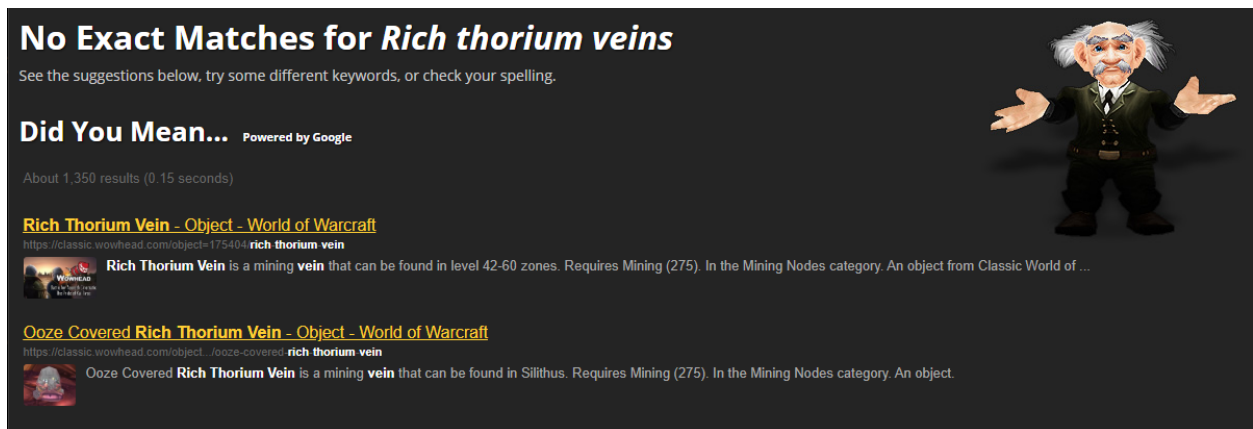 No Exact Matches for Rich thorium veins
See the suggestions below, try some different keywords, or check your spelling.
Did You Mean... Powered by Google
About 1,350 results (0.15 seconds)
Rich Thorium Vein - Object - World of Warcraft
https://classic.wowhead.com/object=175404/rich-thorium-vein
WOWHEAD
Rich Thorium Vein is a mining vein that can be found in level 42-60 zones. Requires Mining (275). In the Mining Nodes category. An object from Classic World of ...
Ooze Covered Rich Thorium Vein - Object - World of Warcraft
https://classic.wowhead.com/object.../ooze-covered-rich-thorium-vein
Ooze Covered Rich Thorium Vein is a mining vein that can be found in Silithus. Requires Mining (275). In the Mining Nodes category. An object.